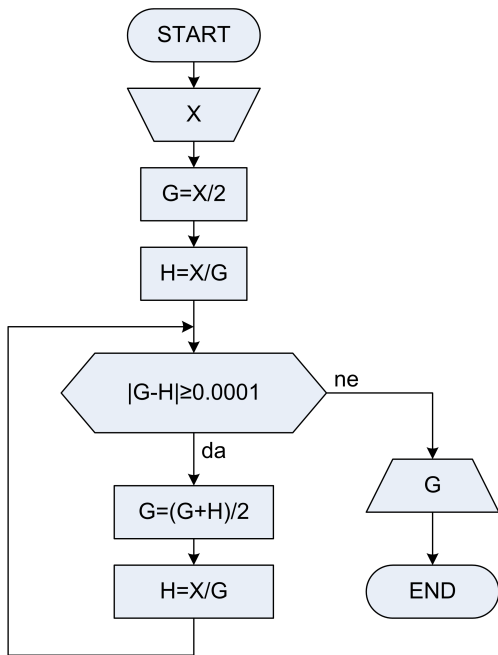 START
X
G=X/2
H=X/G
|G-H|≥0.0001
ne
da
G=(G+H)/2
G
H=X/G
END